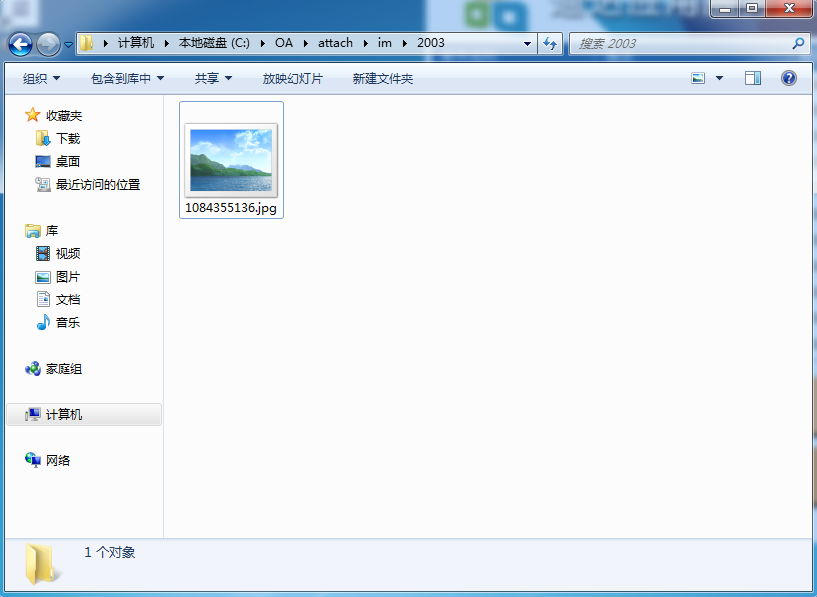 计算机 本地磁盘 (C:) OA attach im 2003 搜索 2003
组织 包含到库中 共享 放映幻灯片 新建文件夹
收藏夹
下载
桌面
最近访问的位置
库
视频
图片
文档
音乐
家庭组
计算机
网络
1084355136.jpg
1 个对象